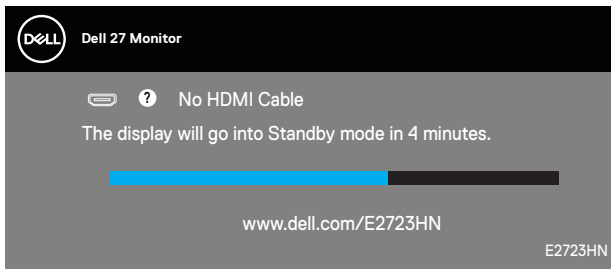 DELL
Dell 27 Monitor
? No HDMI Cable
The display will go into Standby mode in 4 minutes.
www.dell.com/E2723HN
E2723HN